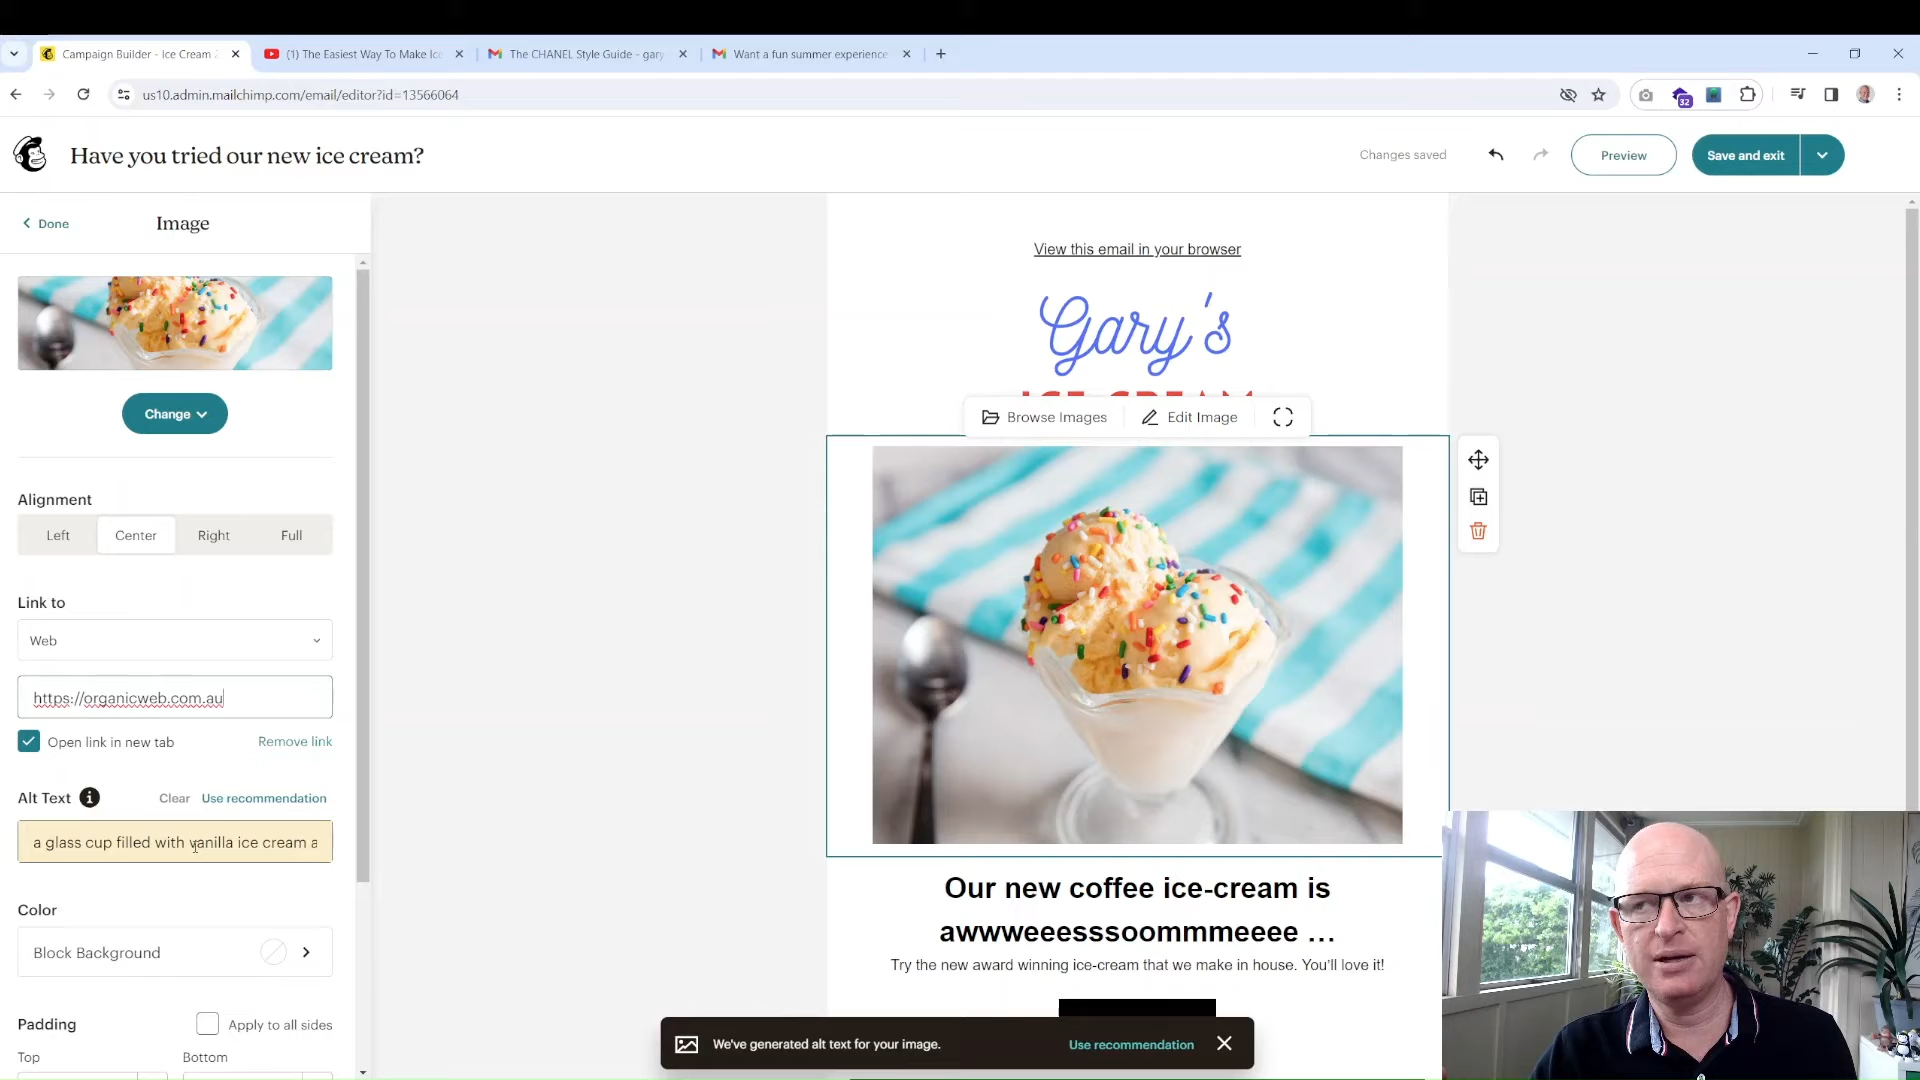 Campaign Builder - Ice Cream 2
(1) The Easiest Way To Make Ice
The CHANEL Style Guide - gary
Want a fun summer experience
us10.admin.mailchimp.com/email/editor?id=13566064
32
Have you tried our new ice cream?
Changes saved
Preview
Save and exit
Done
Image
View this email in your browser
Gary's
ICE-CREAM
Change
Browse Images
Edit Image
Alignment
Left
Center
Right
Full
Link to
Web
https://organicweb.com.au
Open link in new tab
Remove link
Alt Text
Clear
Use recommendation
a glass cup filled with vanilla ice cream a
Our new coffee ice-cream is
awwweeesssoommmeeee ...
Color
Block Background
Try the new award winning ice-cream that we make in house. You'll love it!
Padding
Apply to all sides
We've generated alt text for your image.
Use recommendation
Top
Bottom